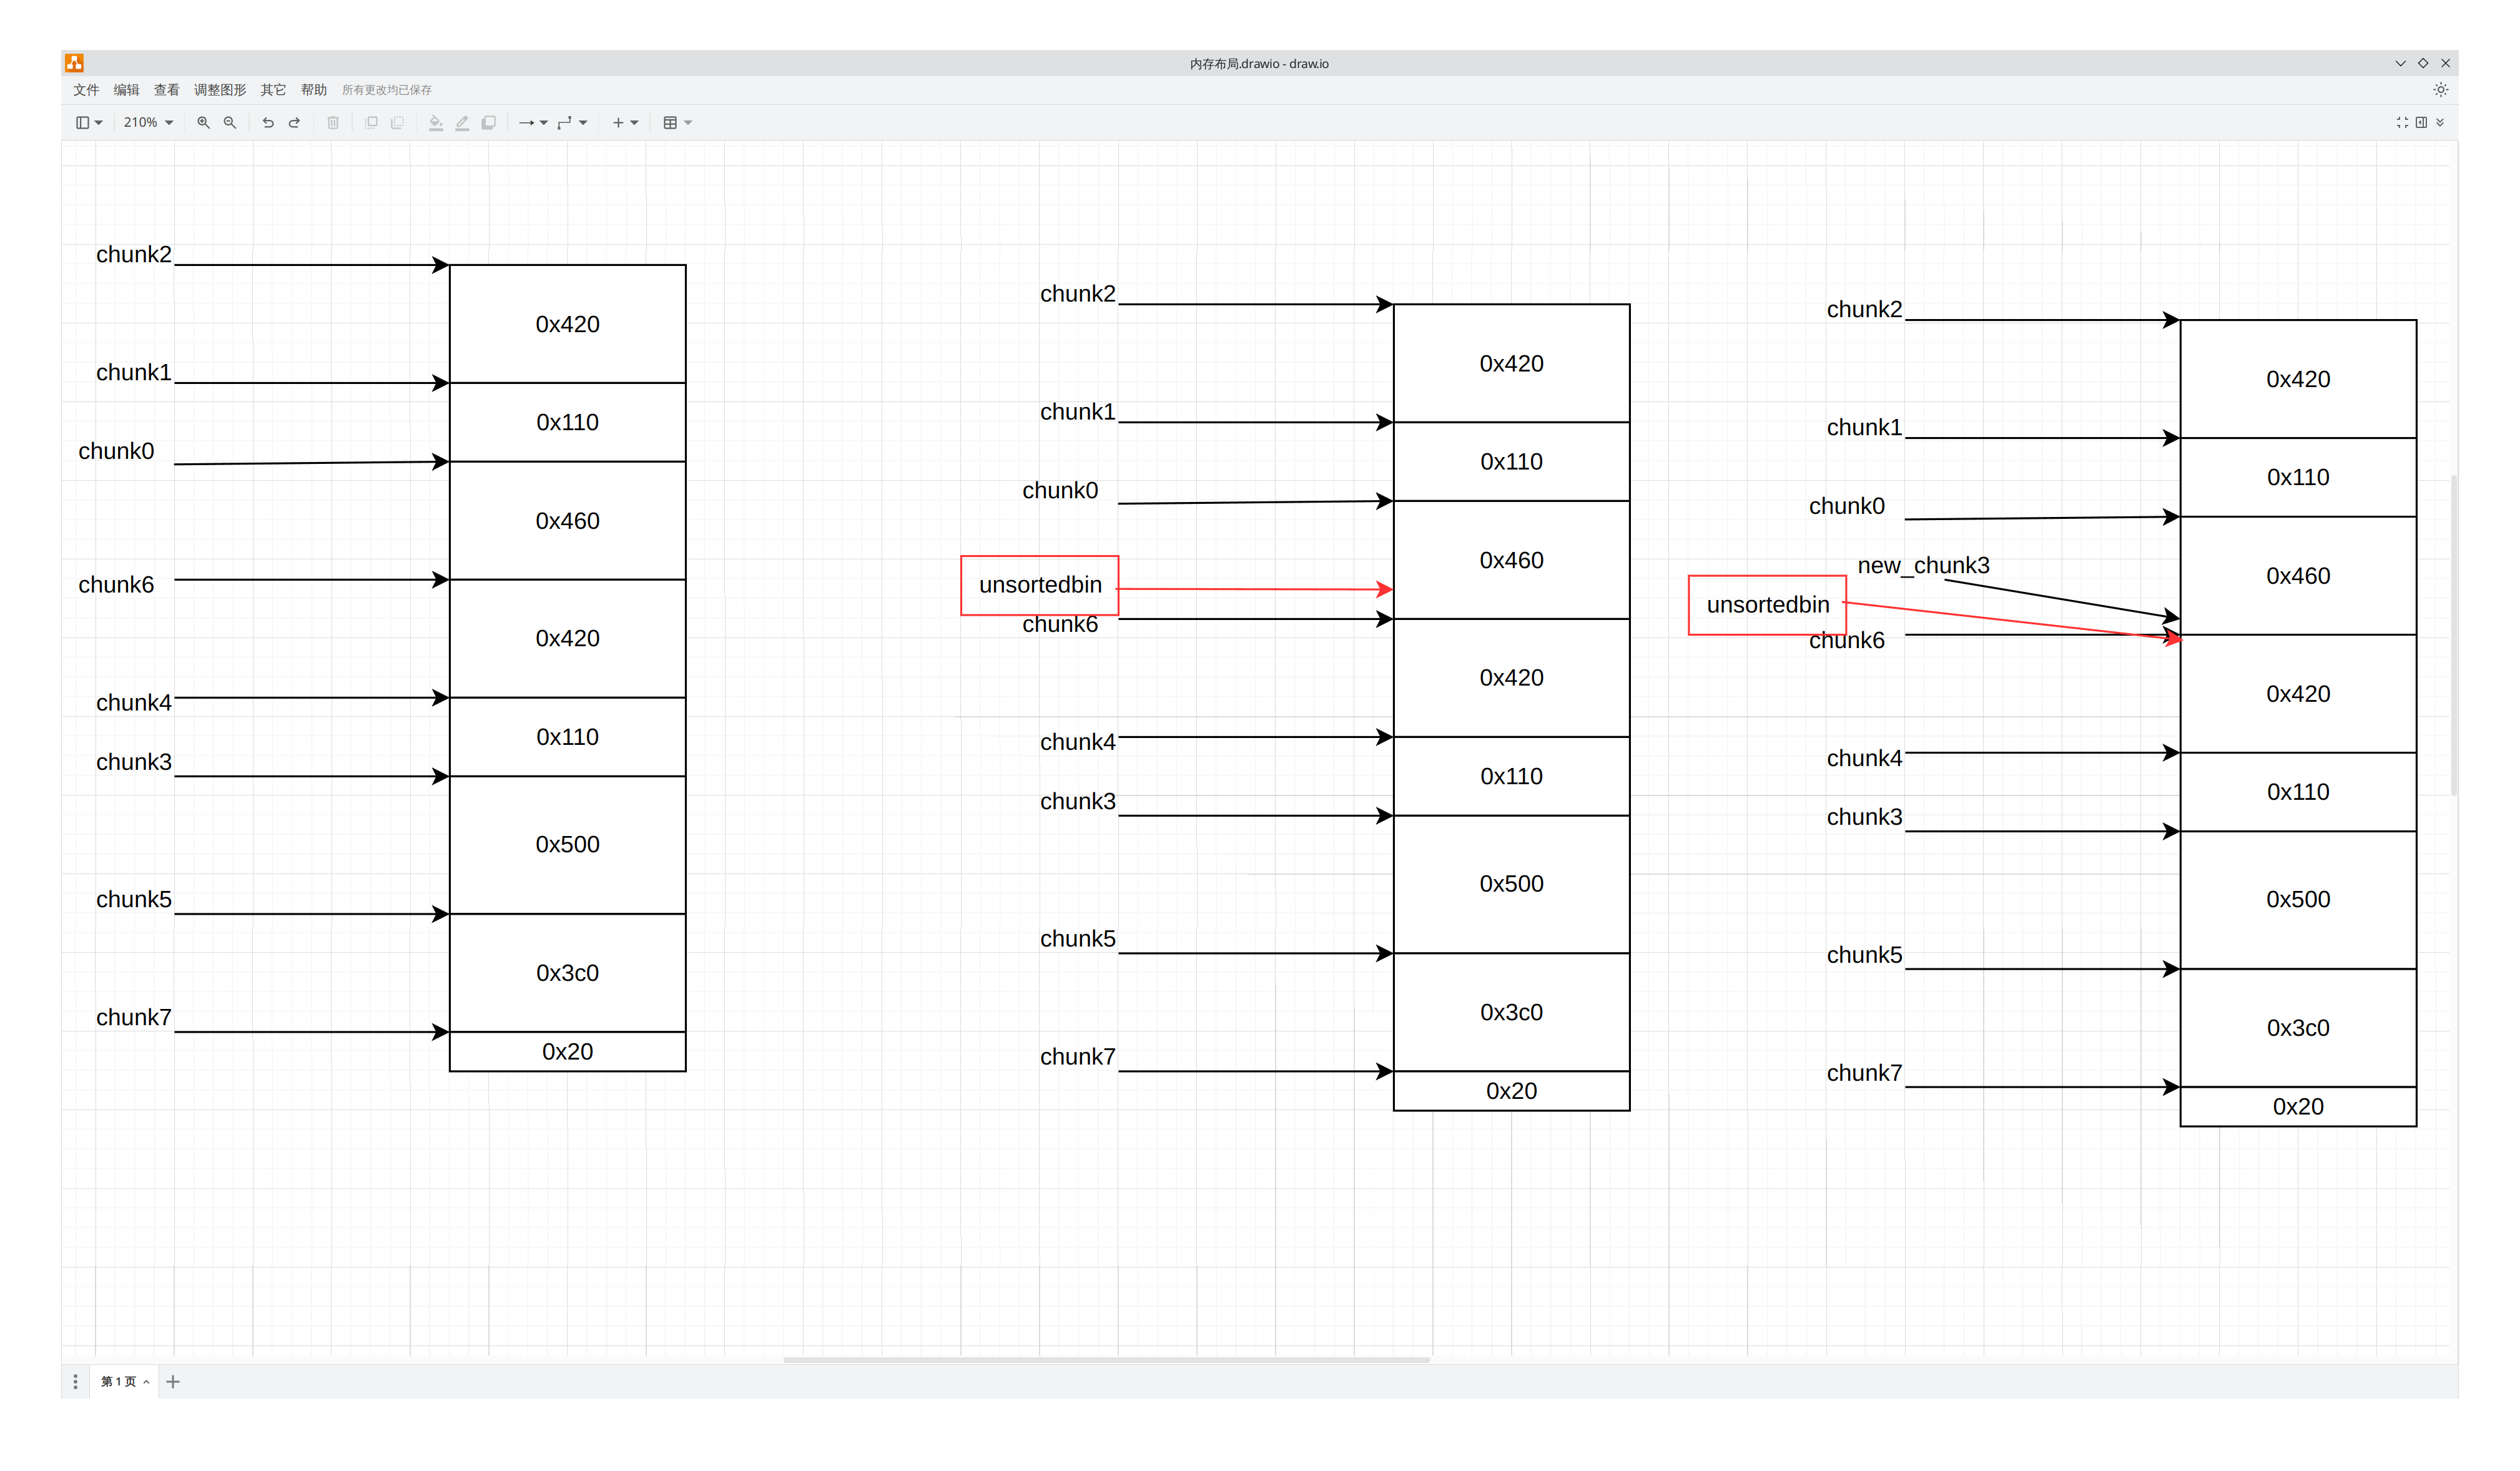 内存布局.drawio - draw.io
文件 编辑 查看 调整图形 其它 帮助 所有更改均已保存
210%
chunk2
0x420
chunk1
0x110
chunk0
0x460
chunk6
0x420
chunk4
0x110
chunk3
0x500
chunk5
0x3c0
chunk7
0x20
chunk2
0x420
chunk1
0x110
chunk0
0x460
unsortedbin
chunk6
0x420
chunk4
0x110
chunk3
0x500
chunk5
0x3c0
chunk7
0x20
chunk2
0x420
chunk1
0x110
chunk0
new_chunk3
0x460
unsortedbin
chunk6
0x420
chunk4
0x110
chunk3
0x500
chunk5
0x3c0
chunk7
0x20
第 1 页